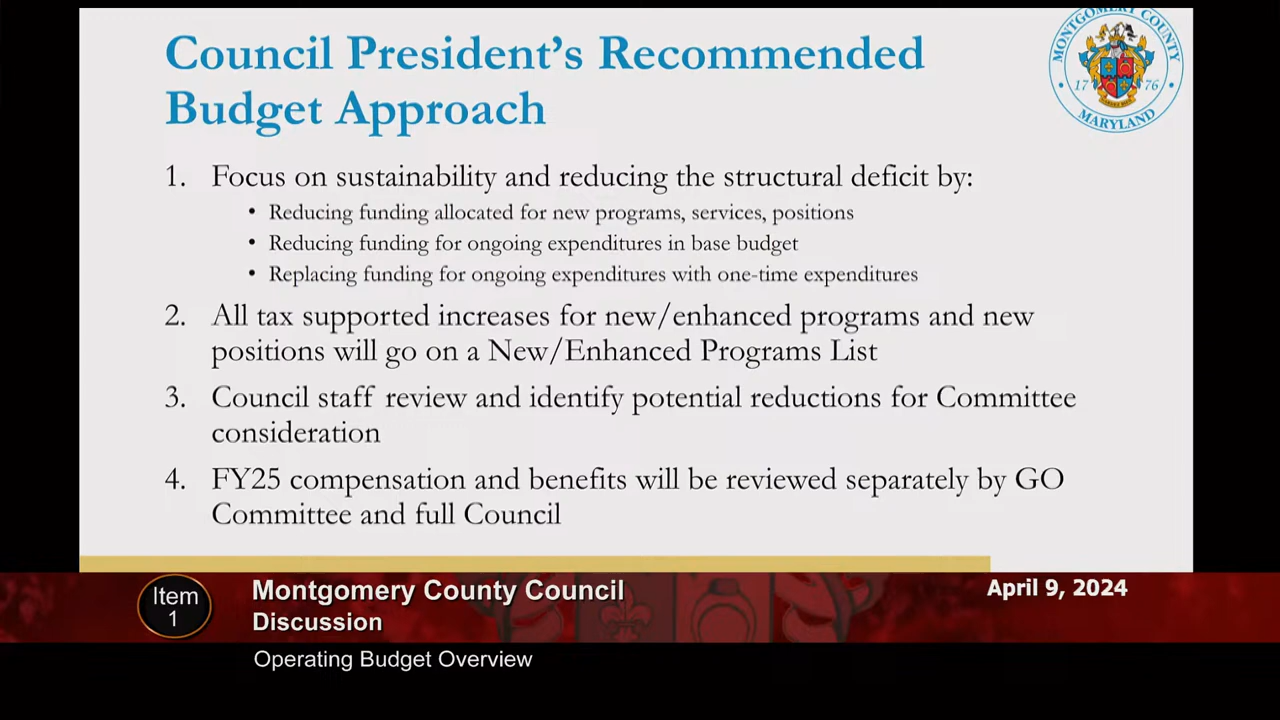 Council President's Recommended
Budget Approach
MONTGOMERY COUNTY
17 76
MARYLAND
1. Focus on sustainability and reducing the structural deficit by:
• Reducing funding allocated for new programs, services, positions
• Reducing funding for ongoing expenditures in base budget
• Replacing funding for ongoing expenditures with one-time expenditures
2. All tax supported increases for new/enhanced programs and new
positions will go on a New/Enhanced Programs List
3. Council staff review and identify potential reductions for Committee
consideration
4. FY25 compensation and benefits will be reviewed separately by GO
Committee and full Council
Item
1
Montgomery County Council
Discussion
April 9, 2024
Operating Budget Overview